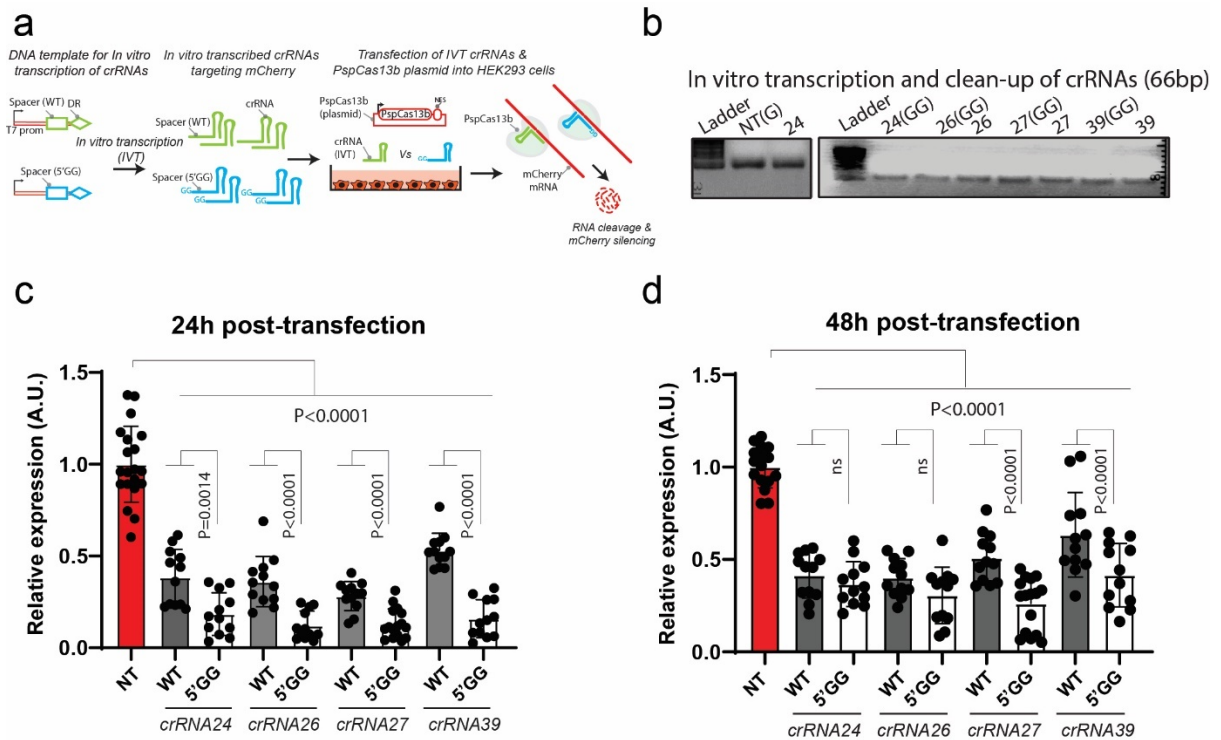 a
DNA template for In vitro
transcription of crRNAs
Spacer (WT) DR
T7 prom
Spacer (5'GG)
In vitro transcription
(IVT)
In vitro transcribed crRNAs
targeting mCherry
crRNA
Spacer (WT)
Spacer (5'GG)
GG
GG
Transfection of IVT crRNAs &
PspCas13b plasmid into HEK293 cells
PspCas13b
(plasmid)
PspCas13b
NES
crRNA
(IVT)
Vs
GG
PspCas13b
mCherry
mRNA
RNA cleavage &
mCherry silencing
b
In vitro transcription and clean-up of crRNAs (66bp)
Ladder
NT(G)
24
Ladder
24(GG)
26(GG)
26
27(GG)
27
39(GG)
39
c
24h post-transfection
Relative expression (A.U.)
1.5
1.0
0.5
0.0
P<0.0001
P=0.0014
P<0.0001
P<0.0001
P<0.0001
NT
WT 5'GG WT 5'GG WT 5'GG WT 5'GG
crRNA24 crRNA26 crRNA27 crRNA39
d
48h post-transfection
Relative expression (A.U.)
1.5
1.0
0.5
0.0
P<0.0001
ns
ns
P<0.0001
P<0.0001
NT
WT 5'GG WT 5'GG WT 5'GG WT 5'GG
crRNA24 crRNA26 crRNA27 crRNA39